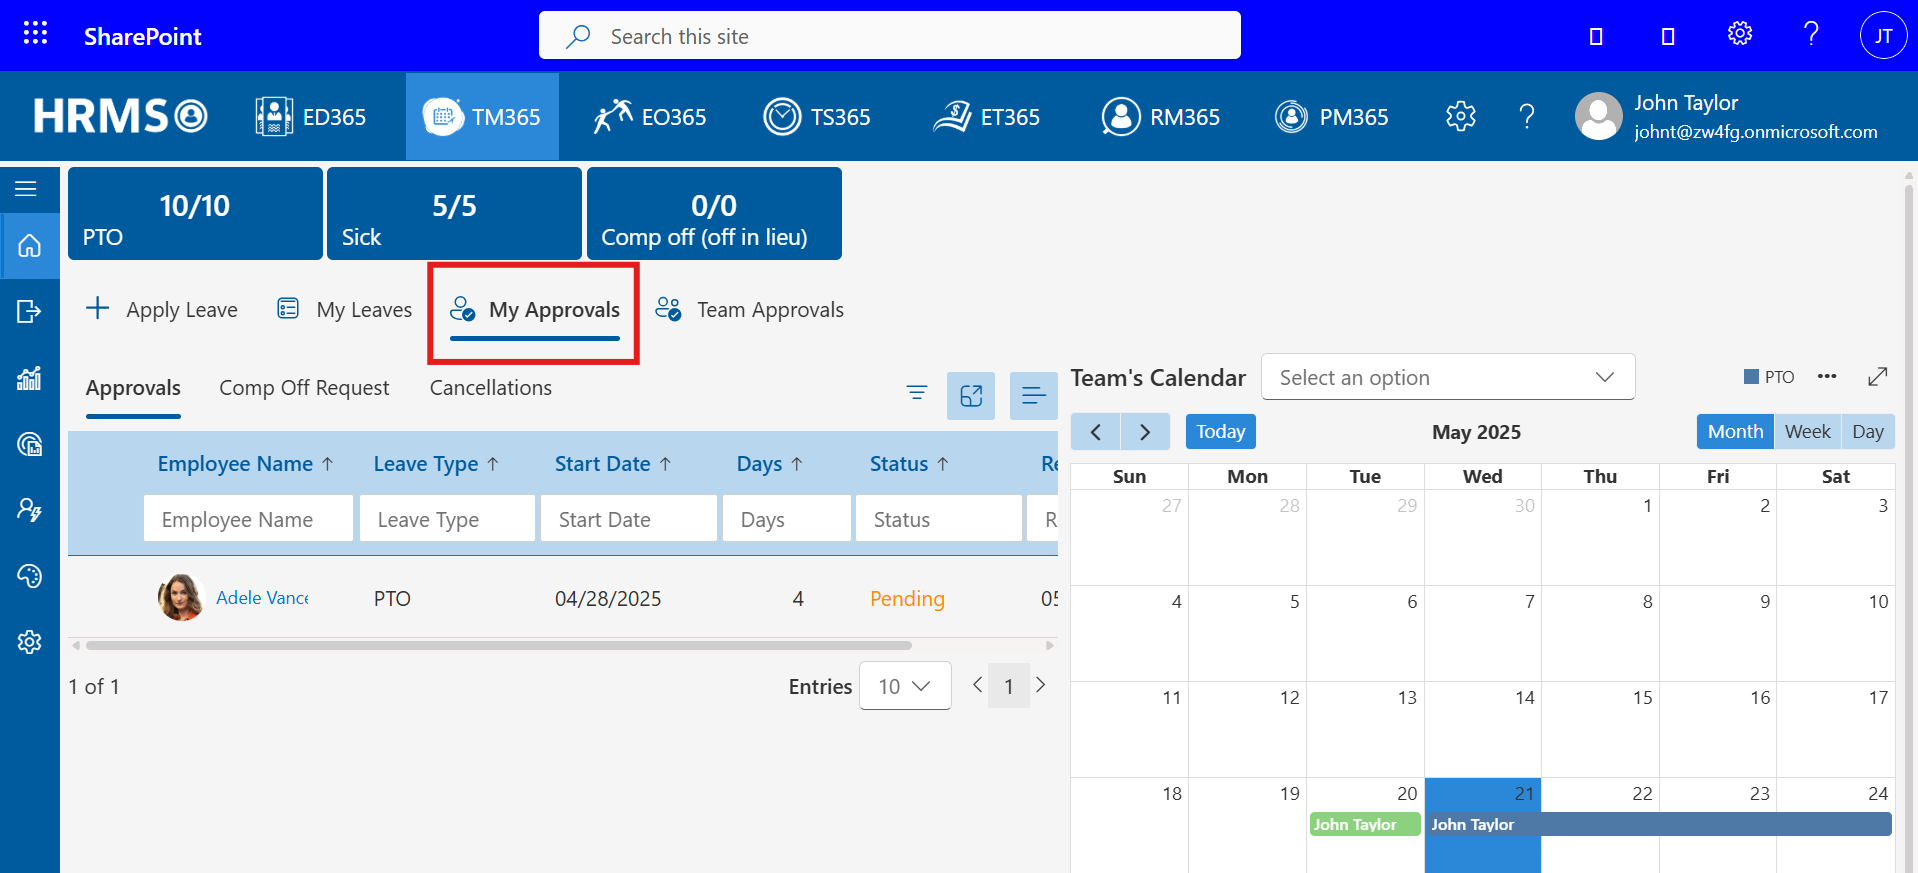 SharePoint
Search this site
JT
HRMS
ED365
TM365
EO365
TS365
ET365
RM365
PM365
John Taylor
johnt@zw4fg.onmicrosoft.com
10/10
PTO
5/5
Sick
0/0
Comp off (off in lieu)
Apply Leave
My Leaves
My Approvals
Team Approvals
Approvals
Comp Off Request
Cancellations
Employee Name
Leave Type
Start Date
Days
Status
Re
Employee Name
Leave Type
Start Date
Days
Status
R
Adele Vance
PTO
04/28/2025
4
Pending
05
1 of 1
Entries
10
1
Team's Calendar
Select an option
PTO
Today
May 2025
Month
Week
Day
Sun Mon Tue Wed Thu Fri Sat
27 28 29 30 1 2 3
4 5 6 7 8 9 10
11 12 13 14 15 16 17
18 19 20 21 22 23 24
John Taylor
John Taylor